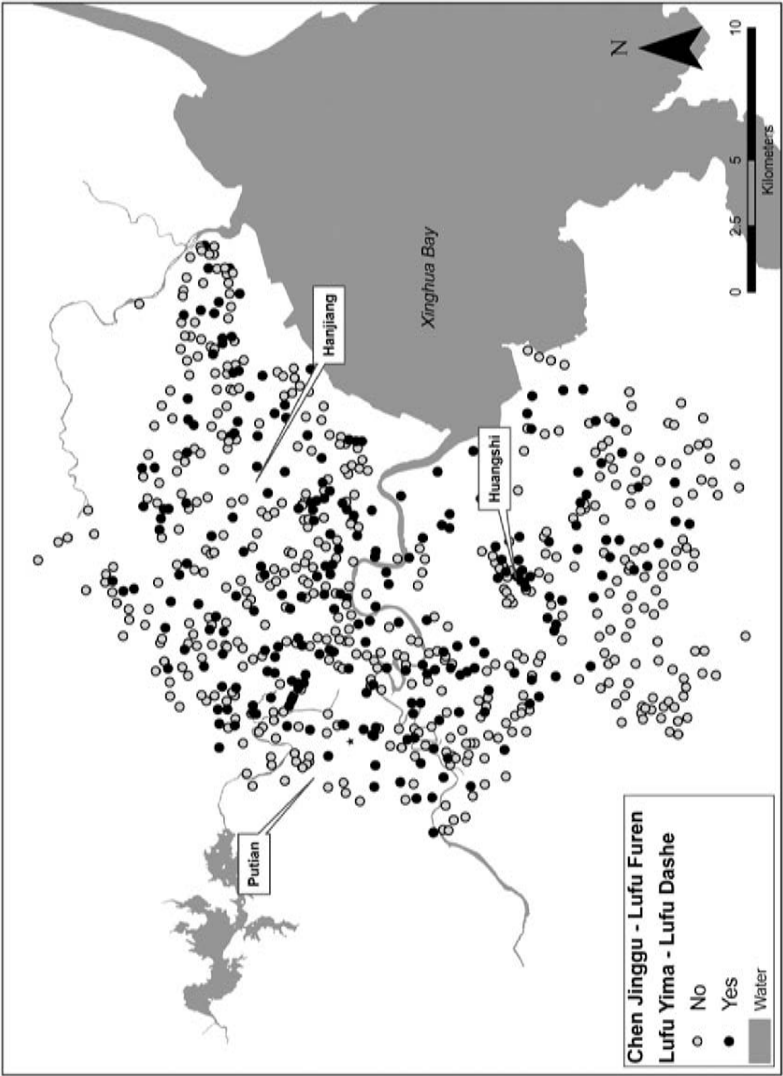 N
0 2.5 5 10
Kilometers
Xinghua Bay
Hanjiang
Huangshi
Putian
Chen Jinggu - Lufu Furen
Lufu Yima - Lufu Dashe
No
Yes
Water